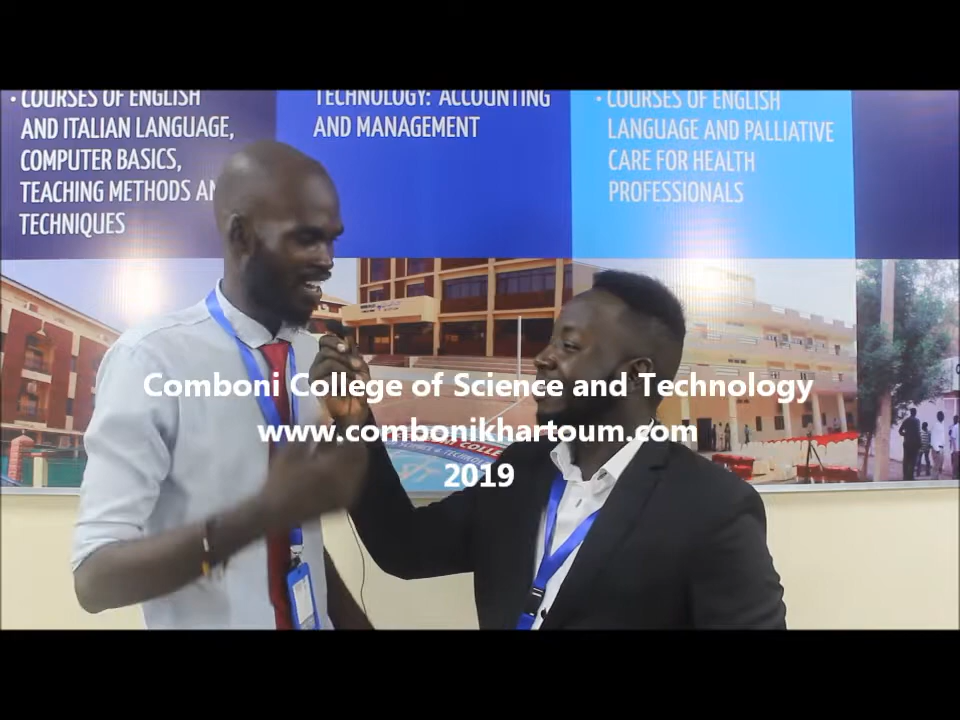 • COURSES OF ENGLISH
AND ITALIAN LANGUAGE,
COMPUTER BASICS,
TEACHING METHODS
TECHNIQUES
TECHNOLOGY: ACCOUNTING
AND MANAGEMENT
• COURSES OF ENGLISH
LANGUAGE AND PALLIATIVE
CARE FOR HEALTH
PROFESSIONALS
Comboni College of Science and Technology
www.combonikhartoum.com
2019